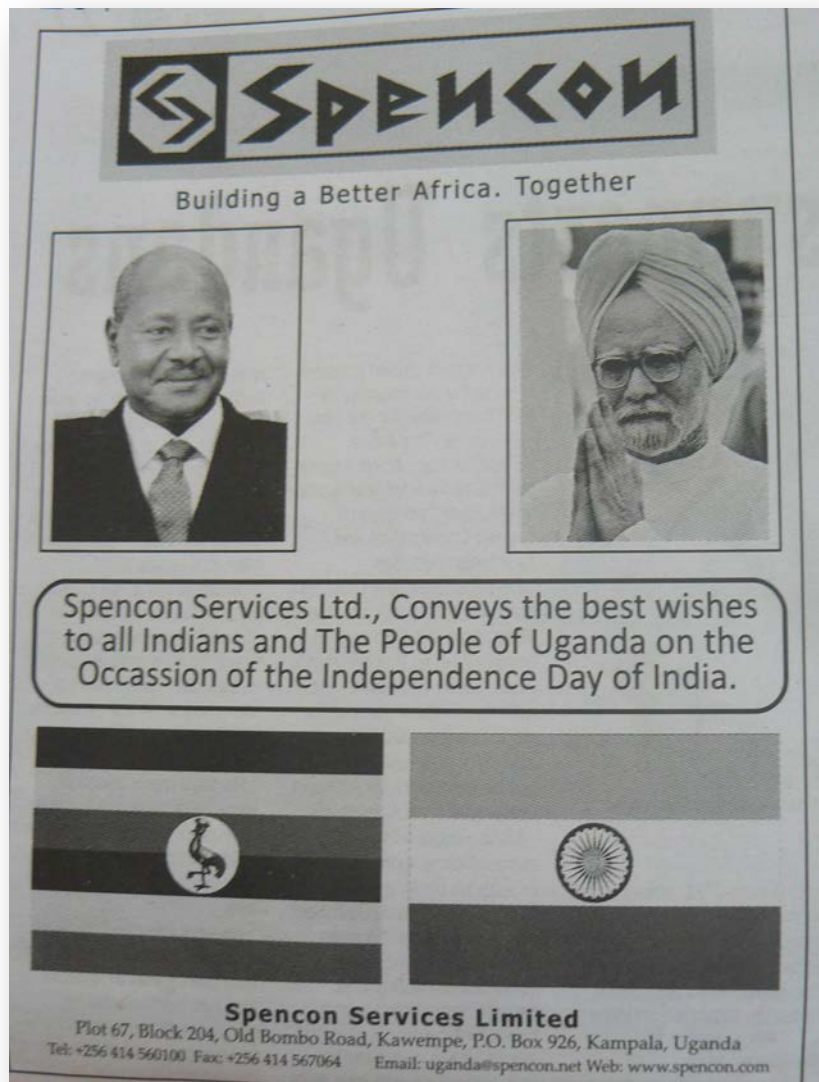 Spencon
Building a Better Africa. Together
Spencon Services Ltd., Conveys the best wishes
to all Indians and The People of Uganda on the
Occassion of the Independence Day of India.
Spencon Services Limited
Plot 67, Block 204, Old Bombo Road, Kawempe, P.O. Box 926, Kampala, Uganda
Tel: +256 414 560100 Fax: +256 414 567064 Email: uganda@spencon.net Web: www.spencon.com